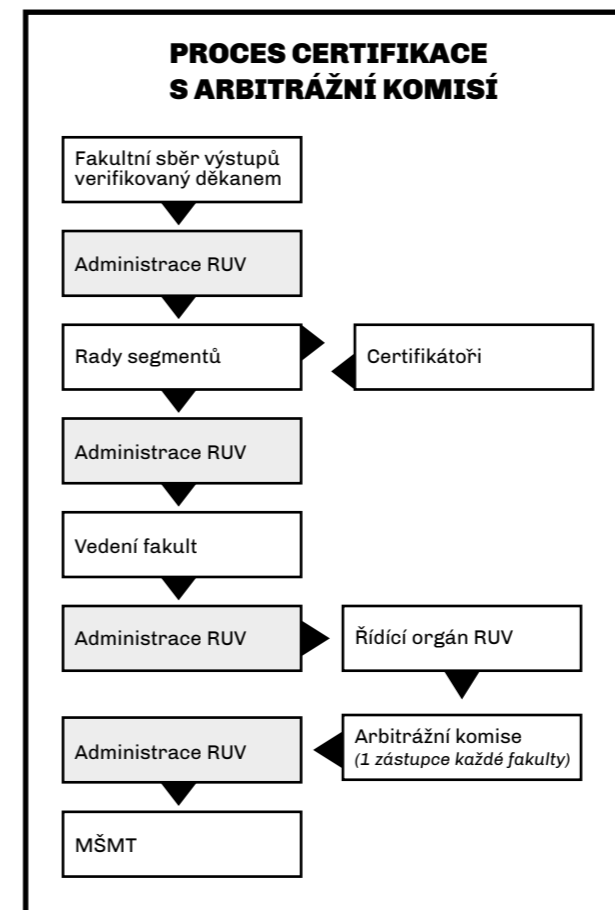 PROCES CERTIFIKACE
S ARBITRÁŽNÍ KOMISÍ
Fakultní sběr výstupů
verifikovaný děkanem
Administrace RUV
Rady segmentů
Certifikátoři
Administrace RUV
Vedení fakult
Administrace RUV
Řídící orgán RUV
Arbitrážní komise
(1 zástupce každé fakulty)
Administrace RUV
MŠMT